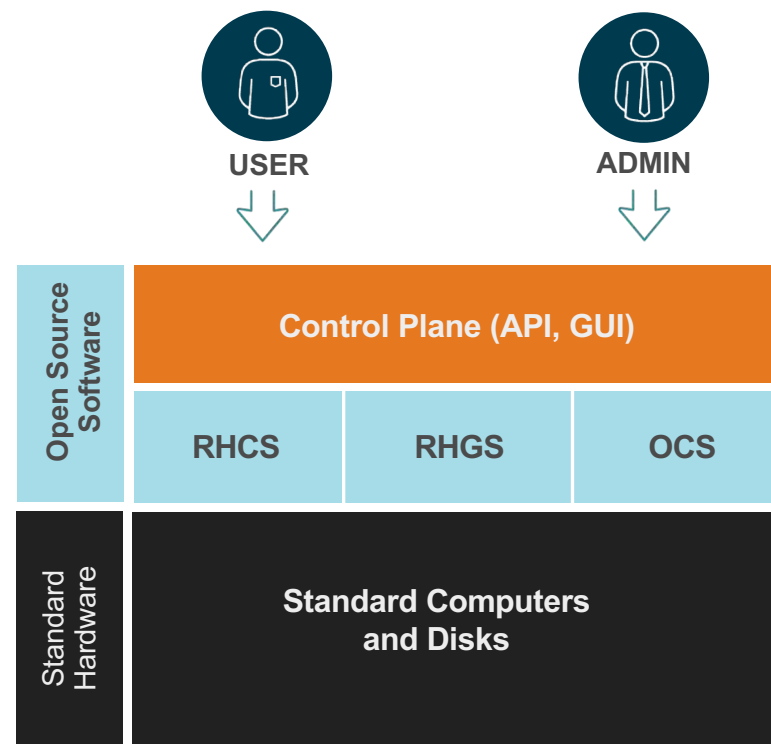 USER
ADMIN
Open Source
Software
Control Plane (API, GUI)
RHCS
RHGS
OCS
Standard
Hardware
Standard Computers
and Disks